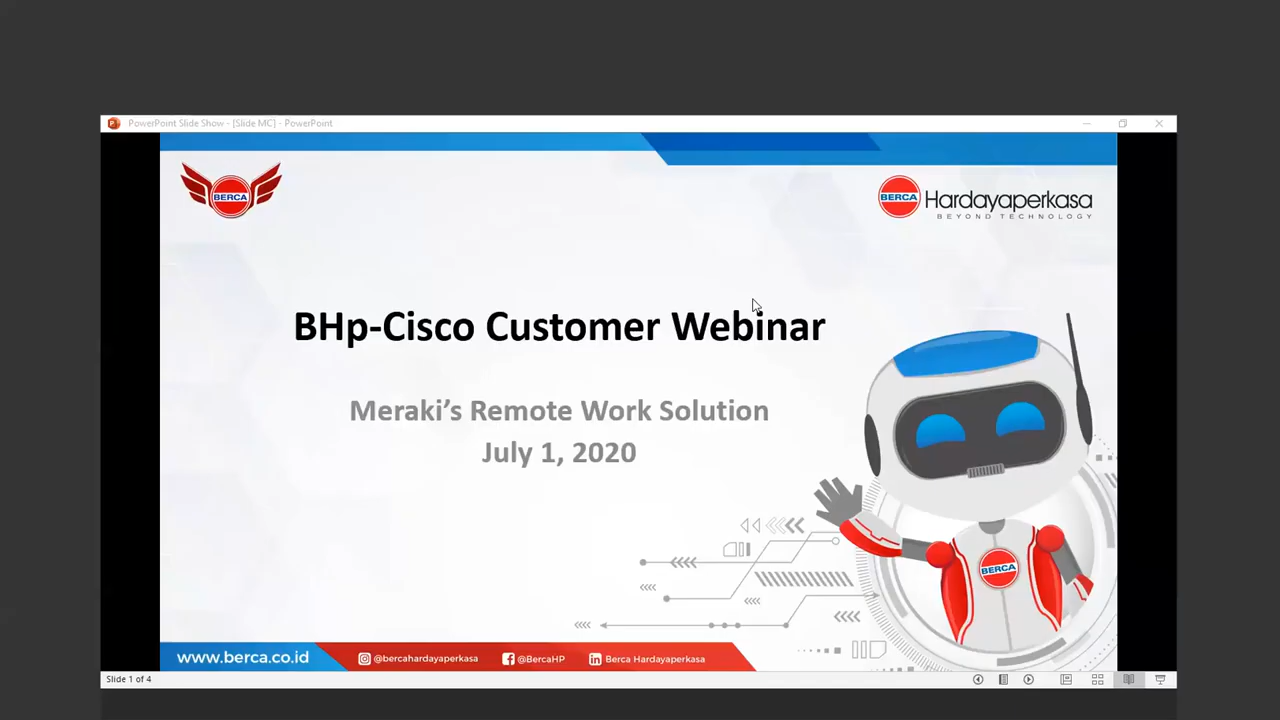 PowerPoint Slide Show - [Slide MC] - PowerPoint
BERCA
BERCA Hardayaperkasa
BEYOND TECHNOLOGY
BHp-Cisco Customer Webinar
Meraki’s Remote Work Solution
July 1, 2020
BERCA
www.berca.co.id
@bercahardayaperkasa
@BercaHP
Berca Hardayaperkasa
Slide 1 of 4